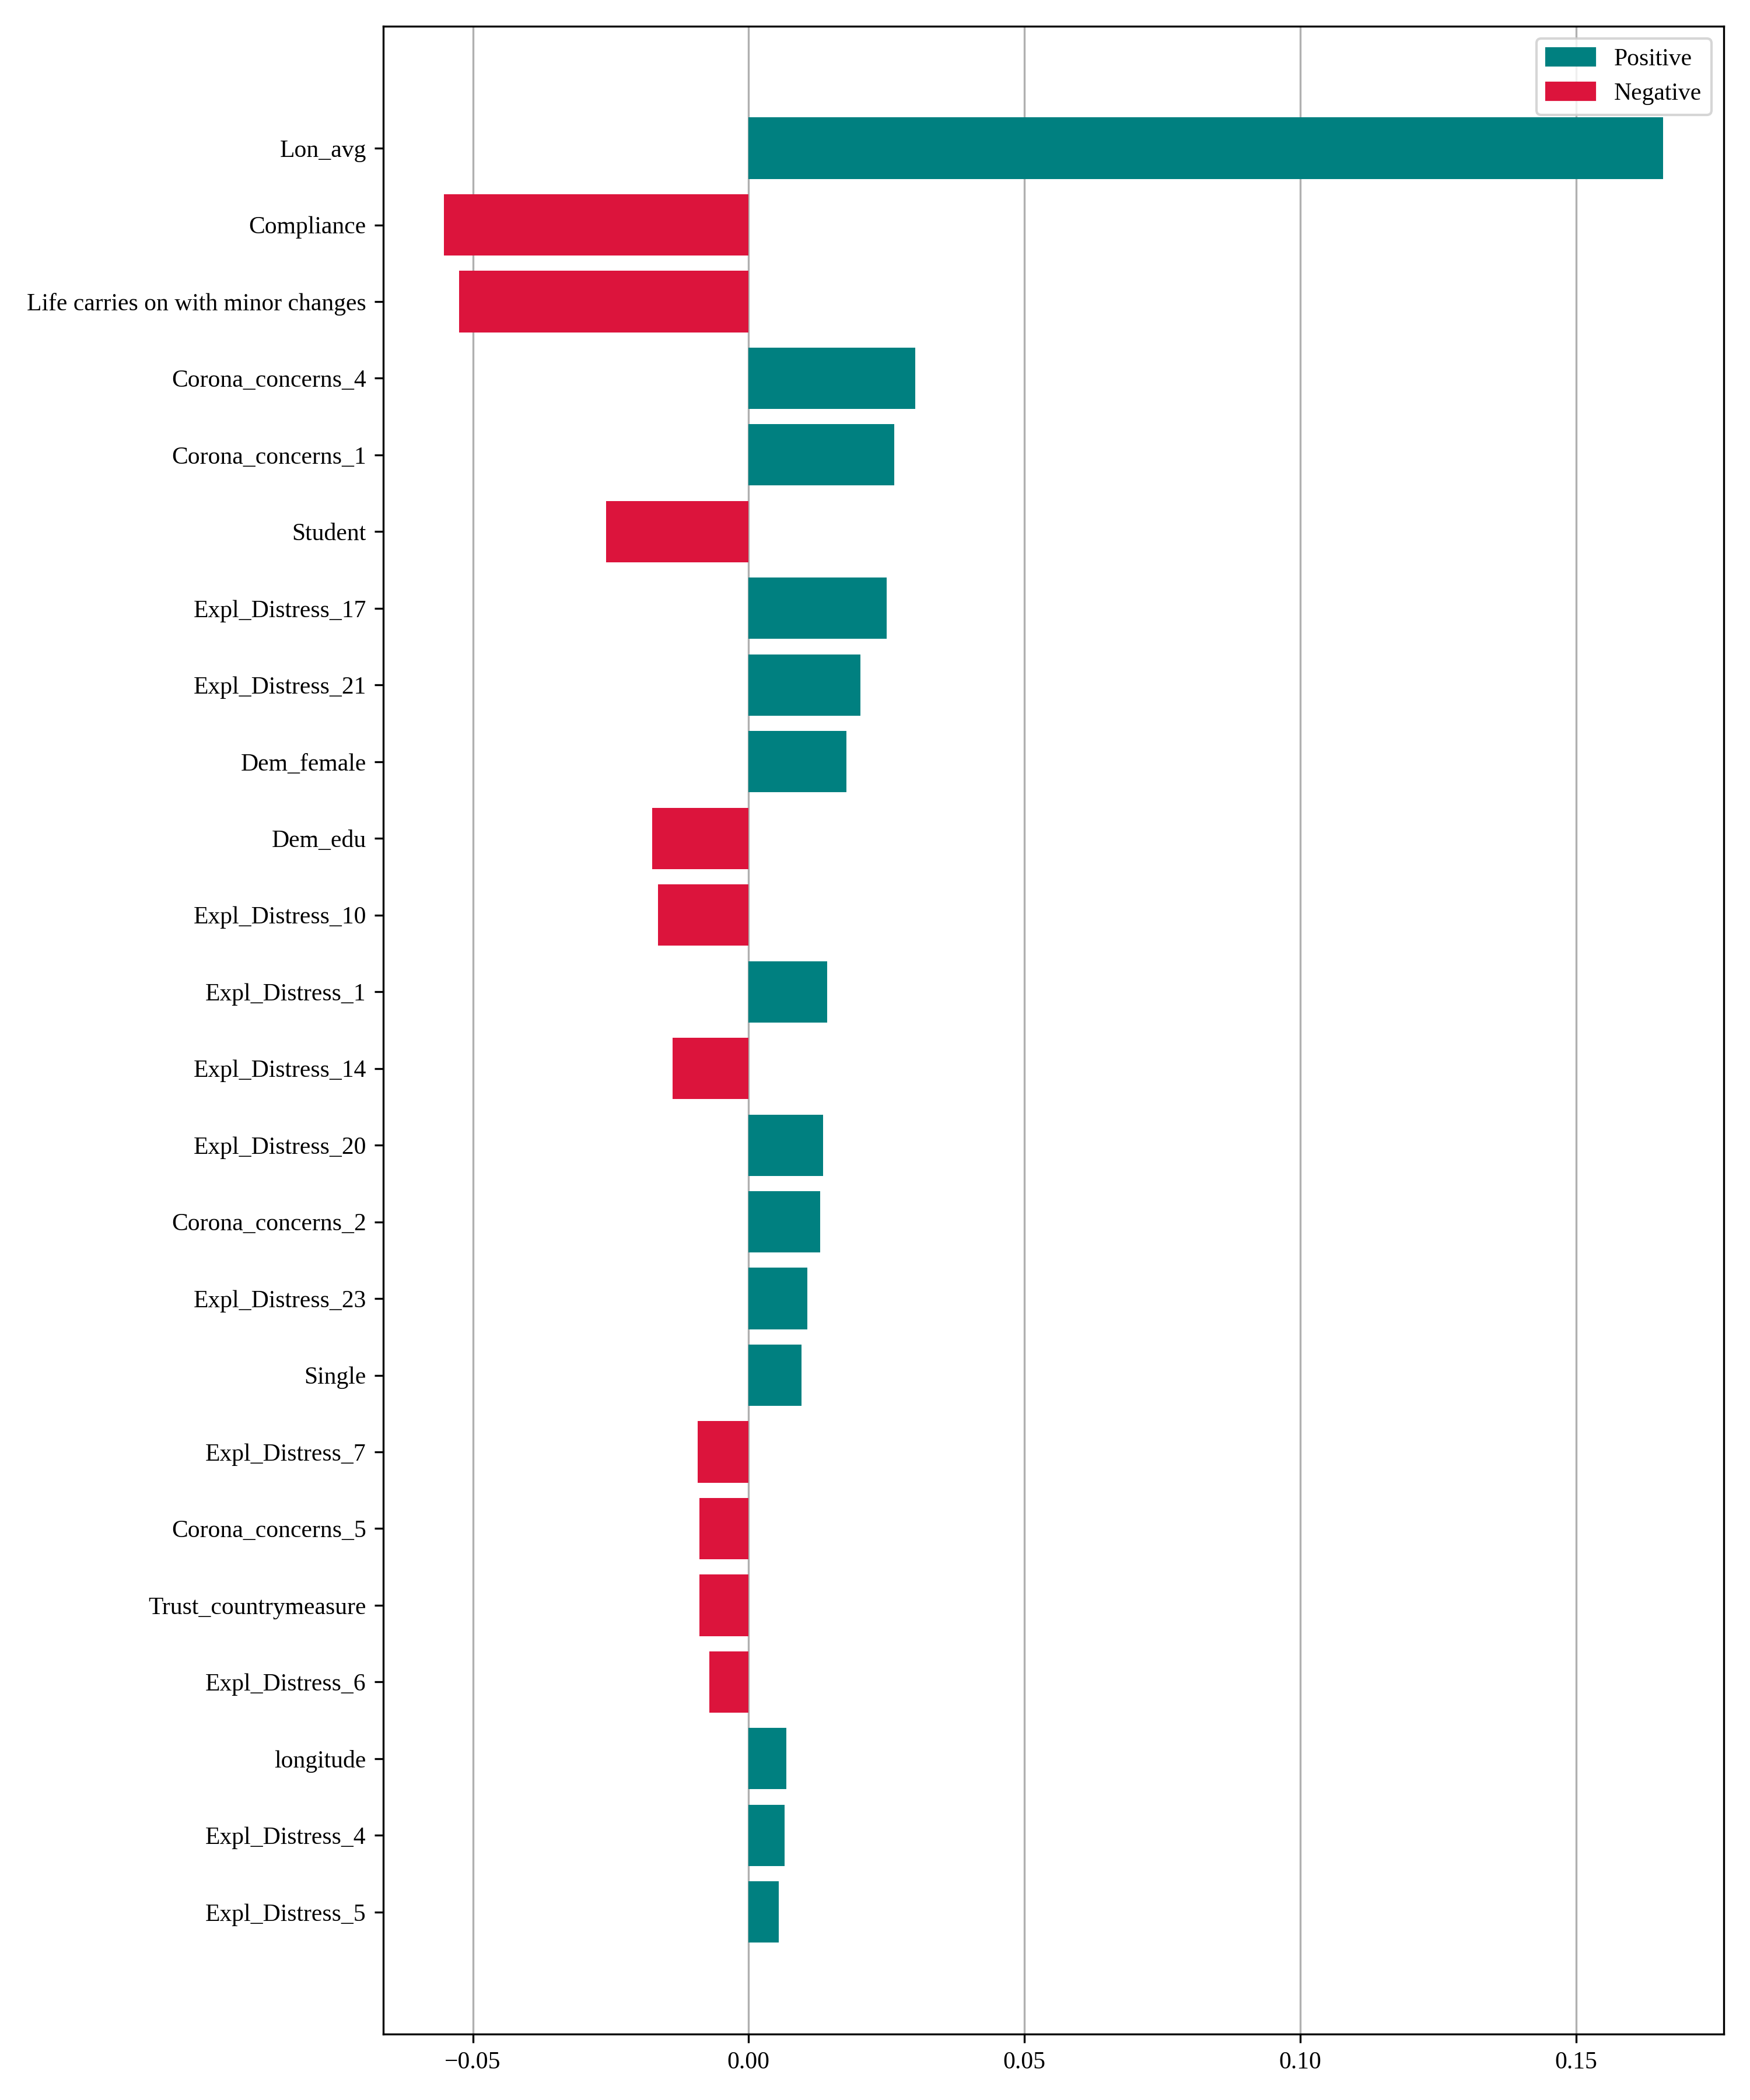 Positive
Negative
Lon_avg
Compliance
Life carries on with minor changes
Corona_concerns_4
Corona_concerns_1
Student
Expl_Distress_17
Expl_Distress_21
Dem_female
Dem_edu
Expl_Distress_10
Expl_Distress_1
Expl_Distress_14
Expl_Distress_20
Corona_concerns_2
Expl_Distress_23
Single
Expl_Distress_7
Corona_concerns_5
Trust_countrymeasure
Expl_Distress_6
longitude
Expl_Distress_4
Expl_Distress_5
−0.05 0.00 0.05 0.10 0.15